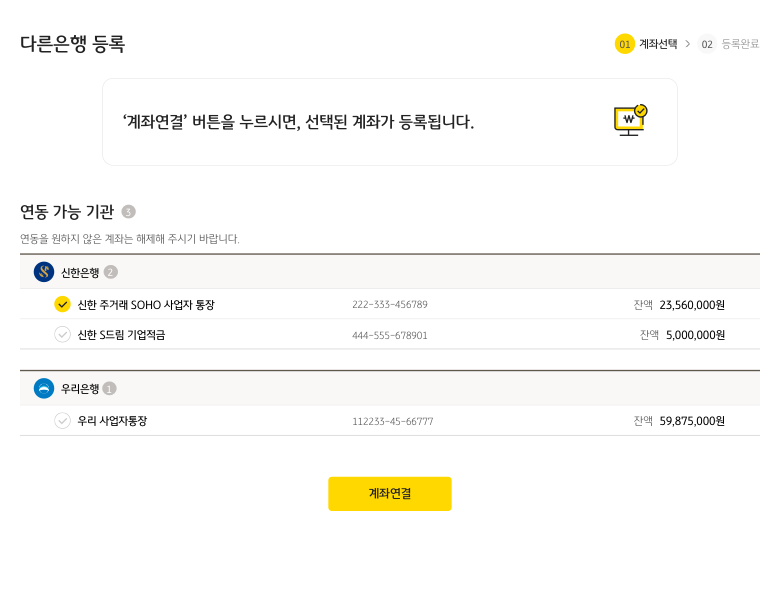 다른은행 등록
01 계좌선택 > 02 등록완료
‘계좌연결’ 버튼을 누르시면, 선택된 계좌가 등록됩니다.
₩
연동 가능 기관 3
연동을 원하지 않은 계좌는 해제해 주시기 바랍니다.
신한은행 2
신한 주거래 SOHO 사업자 통장 222-333-456789 잔액 23,560,000원
신한 S드림 기업적금 444-555-678901 잔액 5,000,000원
우리은행 1
우리 사업자통장 112233-45-66777 잔액 59,875,000원
계좌연결